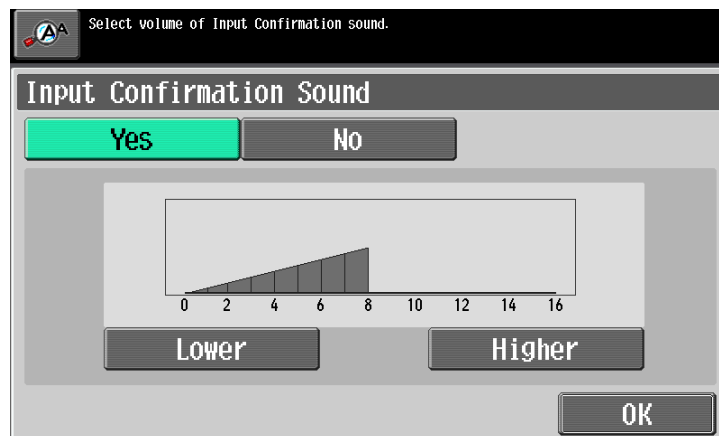 AA
Select volume of Input Confirmation sound.
Input Confirmation Sound
Yes No
0 2 4 6 8 10 12 14 16
Lower Higher
OK